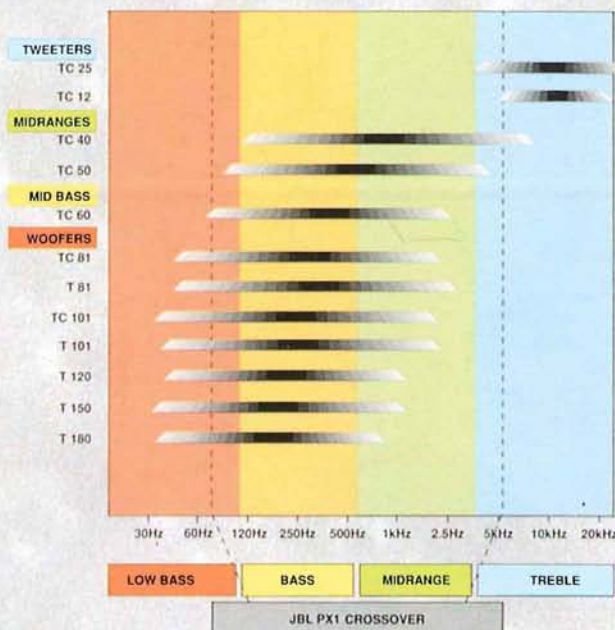 TWEETERS
TC 25
TC 12
MIDRANGES
TC 40
TC 50
MID BASS
TC 60
WOOFERS
TC 81
T 81
TC 101
T 101
T 120
T 150
T 180
30Hz 60Hz 120Hz 250Hz 500Hz 1kHz 2.5Hz 5kHz 10kHz 20kHz
LOW BASS BASS MIDRANGE TREBLE
JBL PX1 CROSSOVER